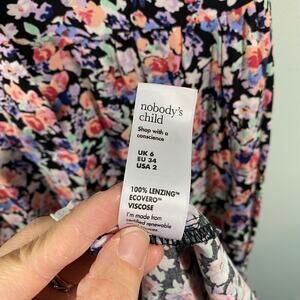 nobody's
child
Shop with a
conscience
UK 6
EU 34
USA 2
100% LENZING™
ECOVERO™
VISCOSE
I'm made from
certified renewable